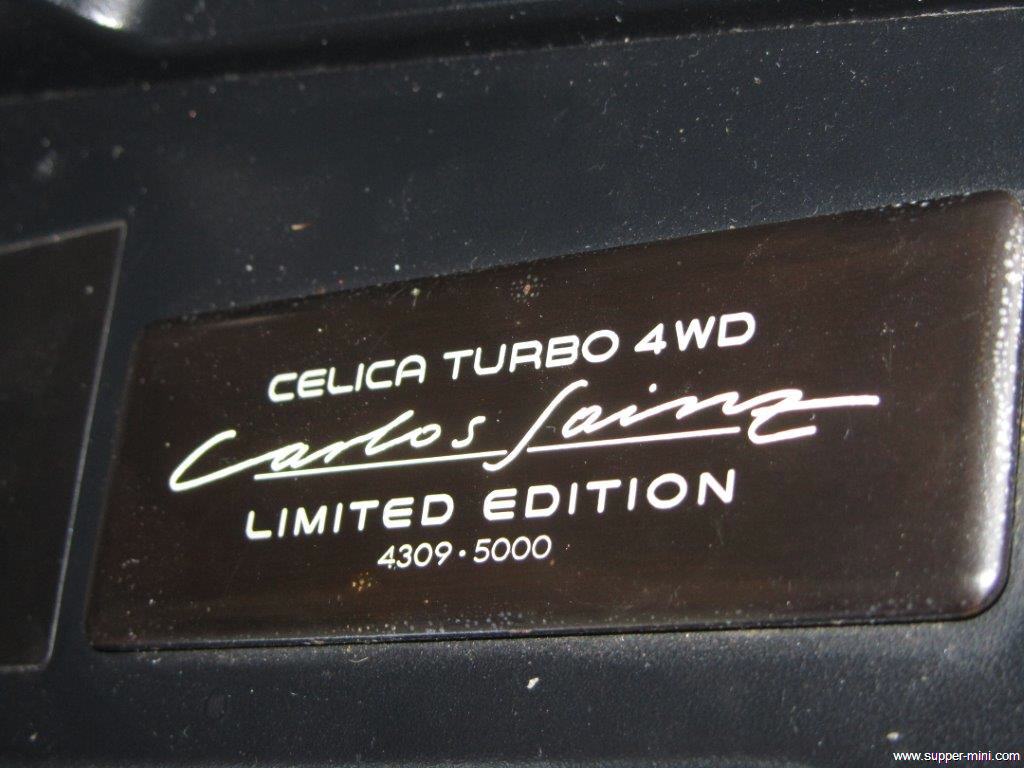 CELICA TURBO 4WD
Carlos Sainz
LIMITED EDITION
4309・5000
www.supper-mini.com